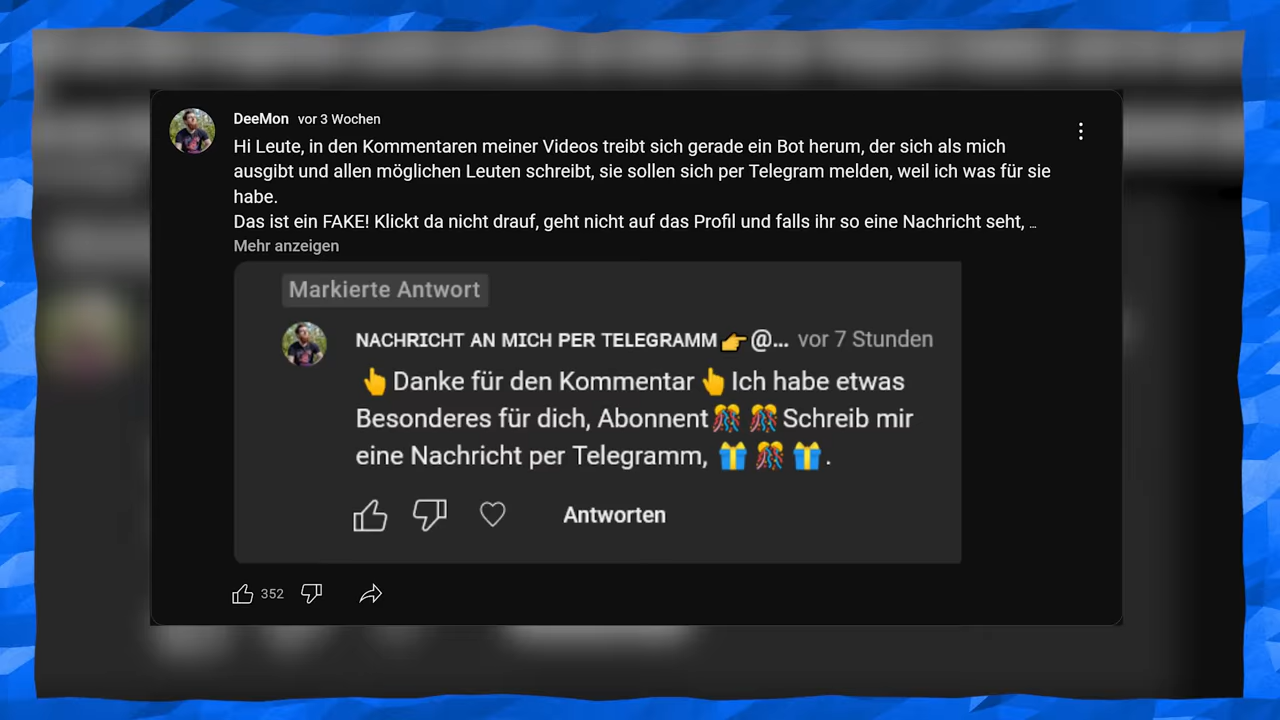 DeeMon vor 3 Wochen
Hi Leute, in den Kommentaren meiner Videos treibt sich gerade ein Bot herum, der sich als mich
ausgibt und allen möglichen Leuten schreibt, sie sollen sich per Telegram melden, weil ich was für sie
habe.
Das ist ein FAKE! Klickt da nicht drauf, geht nicht auf das Profil und falls ihr so eine Nachricht seht, ...
Mehr anzeigen
Markierte Antwort
NACHRICHT AN MICH PER TELEGRAMM👉@... vor 7 Stunden
👆Danke für den Kommentar👆Ich habe etwas
Besonderes für dich, Abonnent🎊🎊Schreib mir
eine Nachricht per Telegramm, 🎁🎊🎁.
Antworten
352